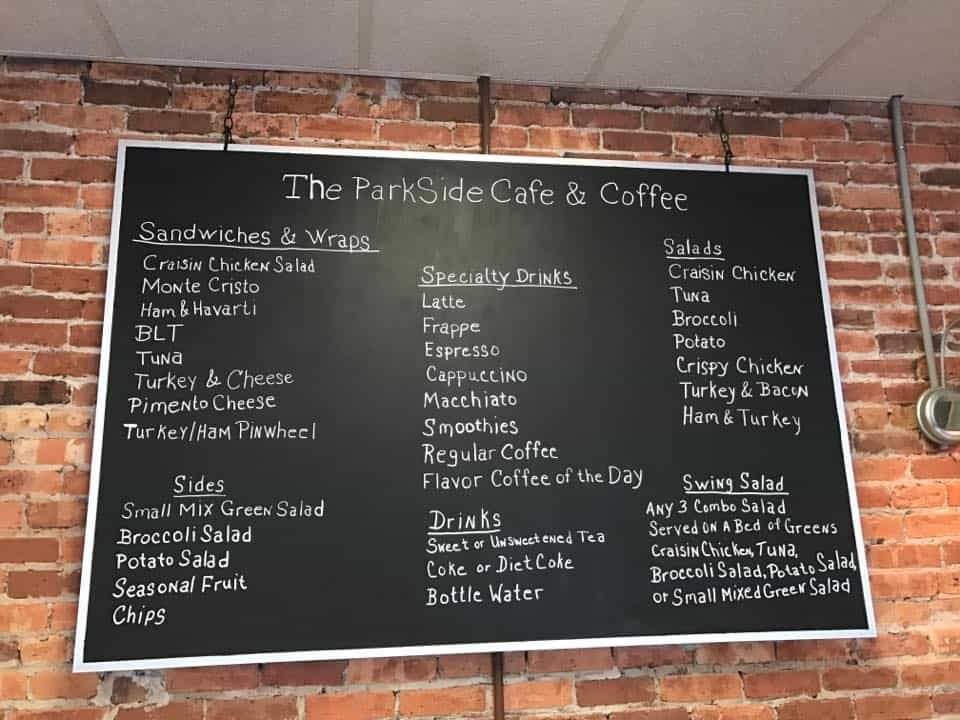 The ParkSide Cafe & Coffee
Sandwiches & Wraps
Craisin Chicken Salad
Monte Cristo
Ham & Havarti
BLT
Tuna
Turkey & Cheese
Pimento Cheese
Turkey/Ham Pinwheel
Sides
Small Mix Green Salad
Broccoli Salad
Potato Salad
Seasonal Fruit
Chips
Specialty Drinks
Latte
Frappe
Espresso
Cappuccino
Macchiato
Smoothies
Regular Coffee
Flavor Coffee of the Day
Drinks
Sweet or Unsweetened Tea
Coke or Diet Coke
Bottle Water
Salads
Craisin Chicken
Tuna
Broccoli
Potato
Crispy Chicken
Turkey & Bacon
Ham & Turkey
Swing Salad
Any 3 Combo Salad
Served on a Bed of Greens
Craisin Chicken, Tuna,
Broccoli Salad, Potato Salad,
or Small Mixed Green Salad